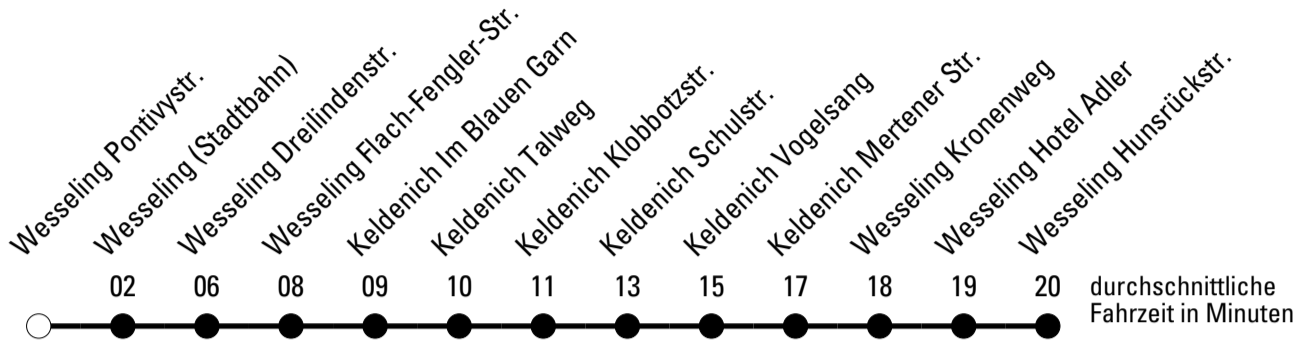 Wesseling Pontivystr.
Wesseling (Stadtbahn)
Wesseling Dreilindenstr.
Wesseling Flach-Fengler-Str.
Keldenich Im Blauen Garn
Keldenich Talweg
Keldenich Klobbotzstr.
Keldenich Schulstr.
Keldenich Vogelsang
Keldenich Mertener Str.
Wesseling Kronenweg
Wesseling Hotel Adler
Wesseling Hunsrückstr.
02 06 08 09 10 11 13 15 17 18 19 20 durchschnittliche
Fahrzeit in Minuten